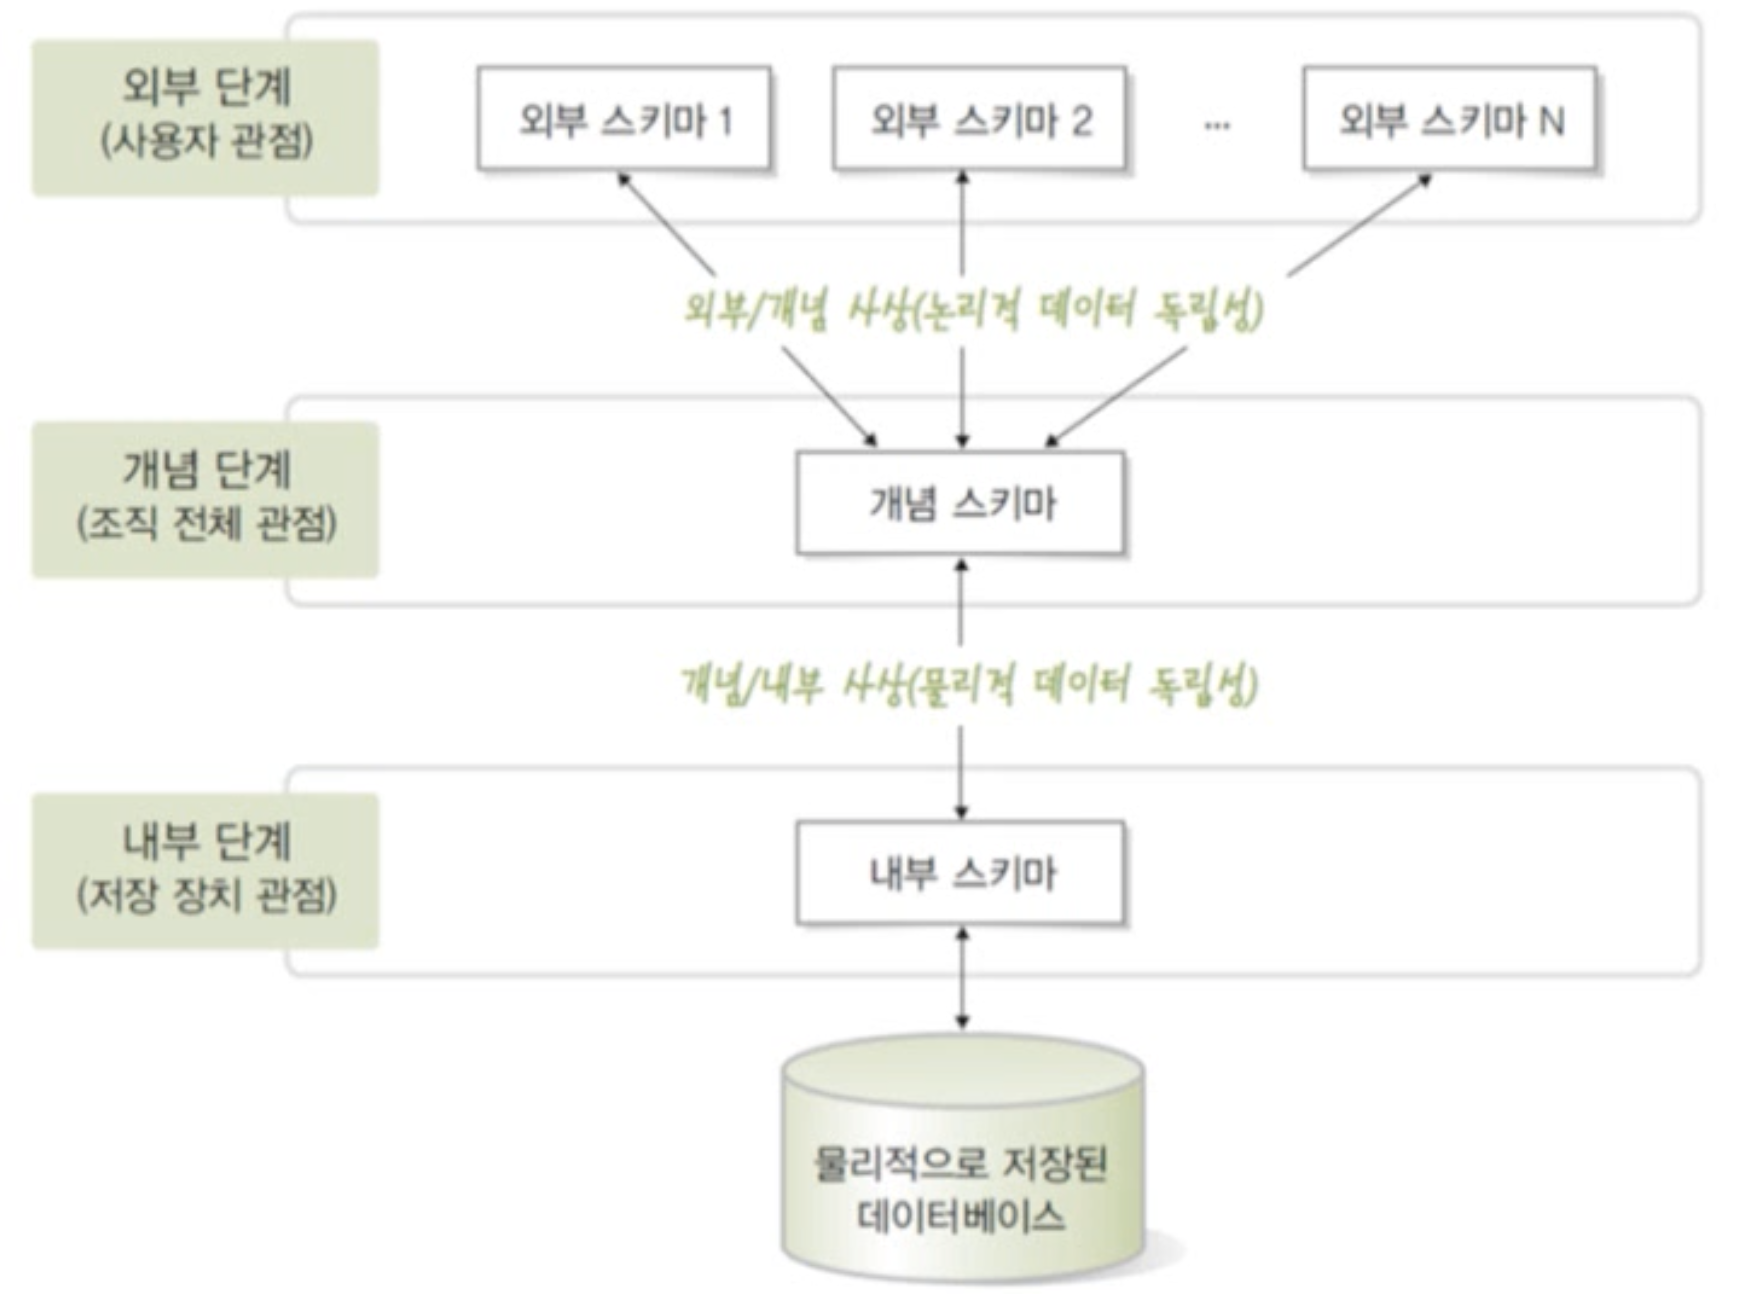 외부 단계
(사용자 관점)
외부 스키마 1
외부 스키마 2
...
외부 스키마 N
외부/개념 사상(논리적 데이터 독립성)
개념 단계
(조직 전체 관점)
개념 스키마
개념/내부 사상(물리적 데이터 독립성)
내부 단계
(저장 장치 관점)
내부 스키마
물리적으로 저장된
데이터베이스